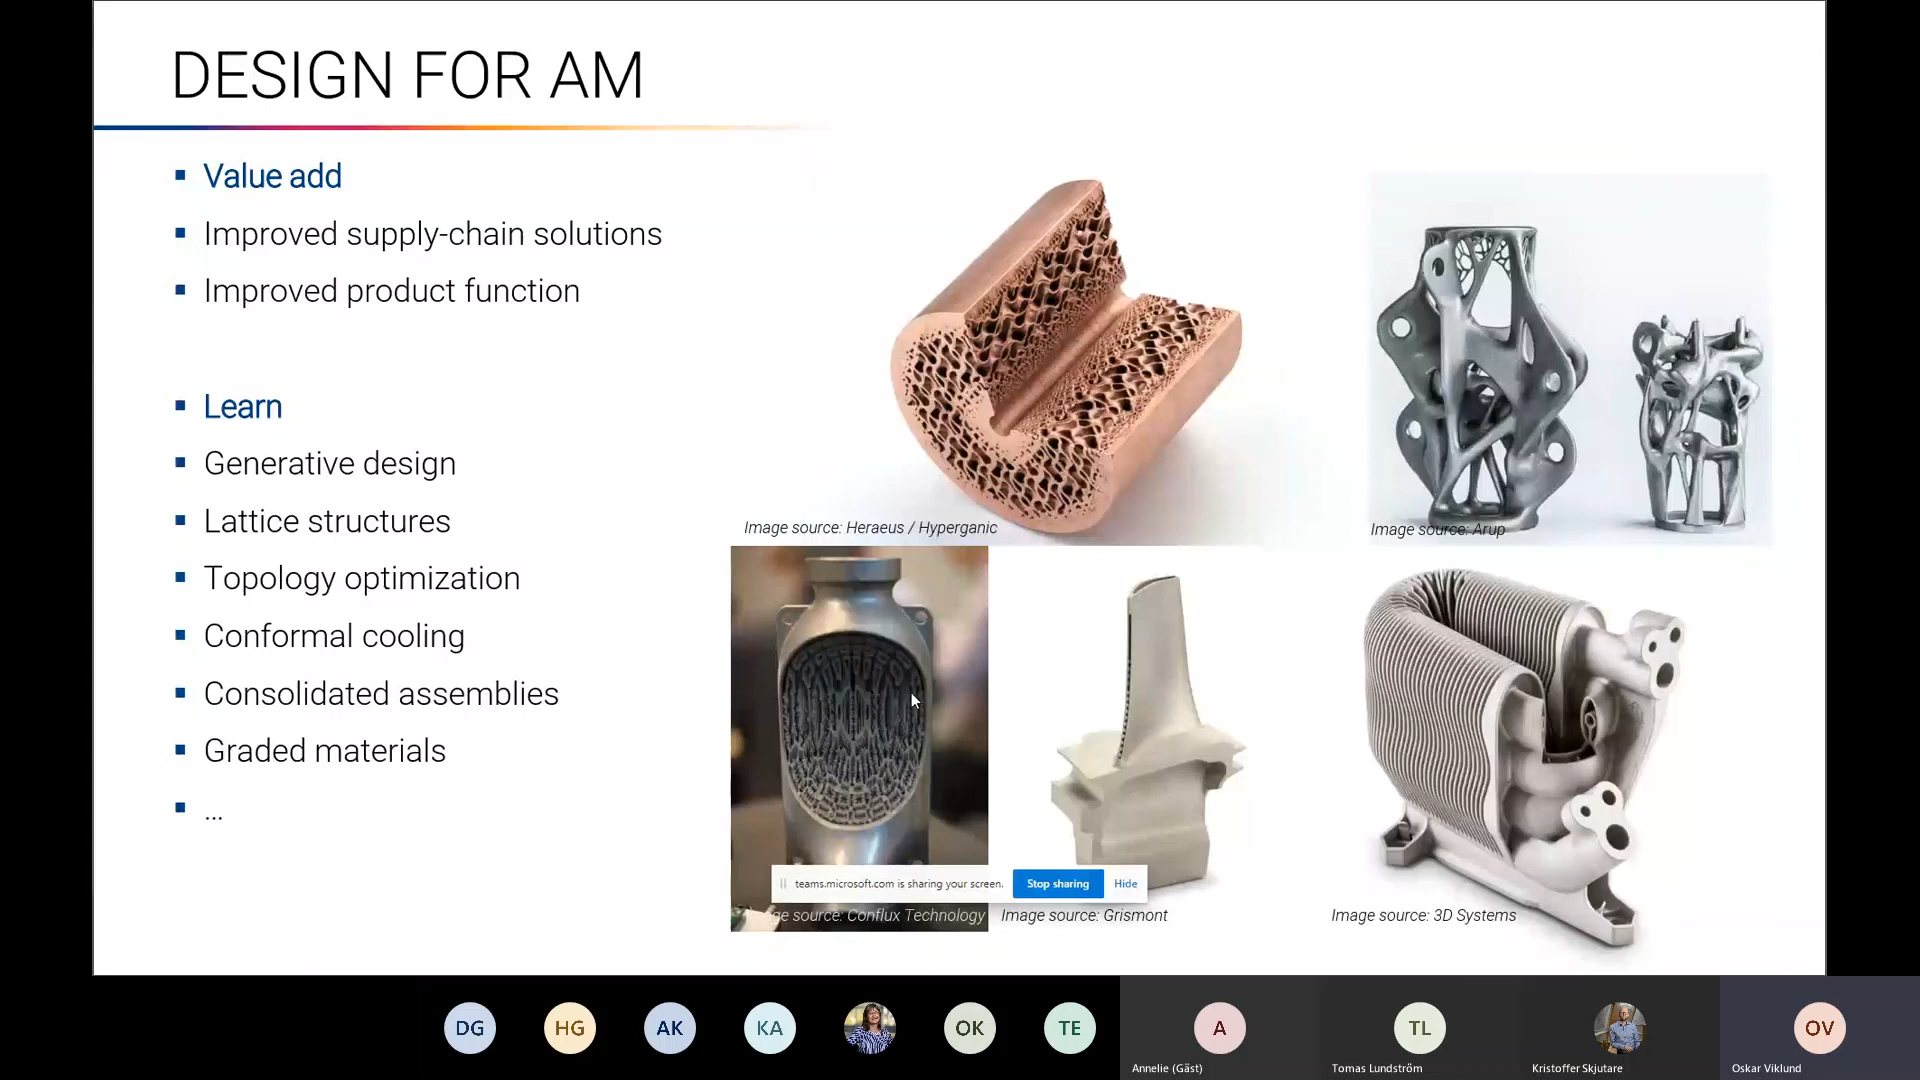 DESIGN FOR AM
Value add
Improved supply-chain solutions
Improved product function
Learn
Generative design
Lattice structures
Topology optimization
Conformal cooling
Consolidated assemblies
Graded materials
...
Image source: Heraeus / Hyperganic
Image source: Arup
teams.microsoft.com is sharing your screen.
Stop sharing
Hide
source: Conflux Technology
Image source: Grismont
Image source: 3D Systems
DG
HG
AK
KA
OK
TE
A
TL
OV
Annelie (Gäst)
Tomas Lundström
Kristoffer Skjutare
Oskar Viklund